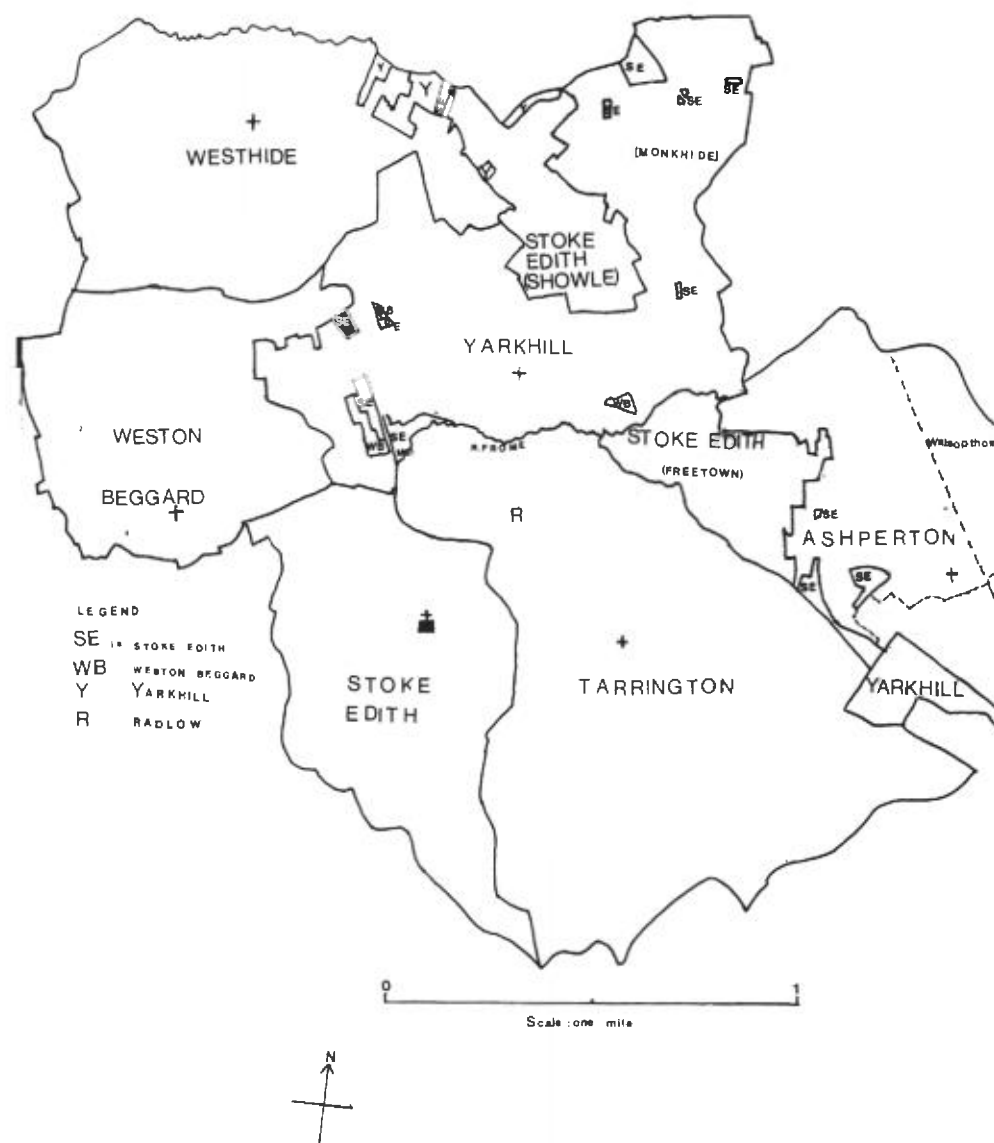 SE
Y
Y
SE
SE
SE
[MONKHIDE]
WESTHIDE
Y
STOKE
EDITH
(SHOWLE)
SE
SE
YARKHILL
WB
WESTON
BEGGARD
WB
SE
R. FROME
STOKE EDITH
(FREETOWN)
R
SE
ASHPERTON
SE
SE
LEGEND
SE is STOKE EDITH
WB WESTON BEGGARD
Y YARKHILL
R RADLOW
STOKE
EDITH
TARRINGTON
YARKHILL
0 1
Scale : one mile
N